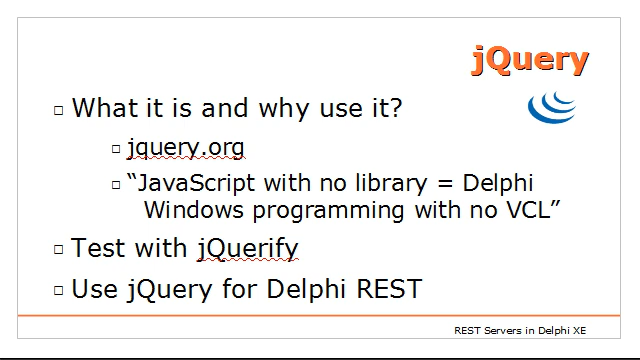 jQuery
What it is and why use it?
jquery.org
“JavaScript with no library = Delphi
Windows programming with no VCL”
Test with jQuerify
Use jQuery for Delphi REST
REST Servers in Delphi XE